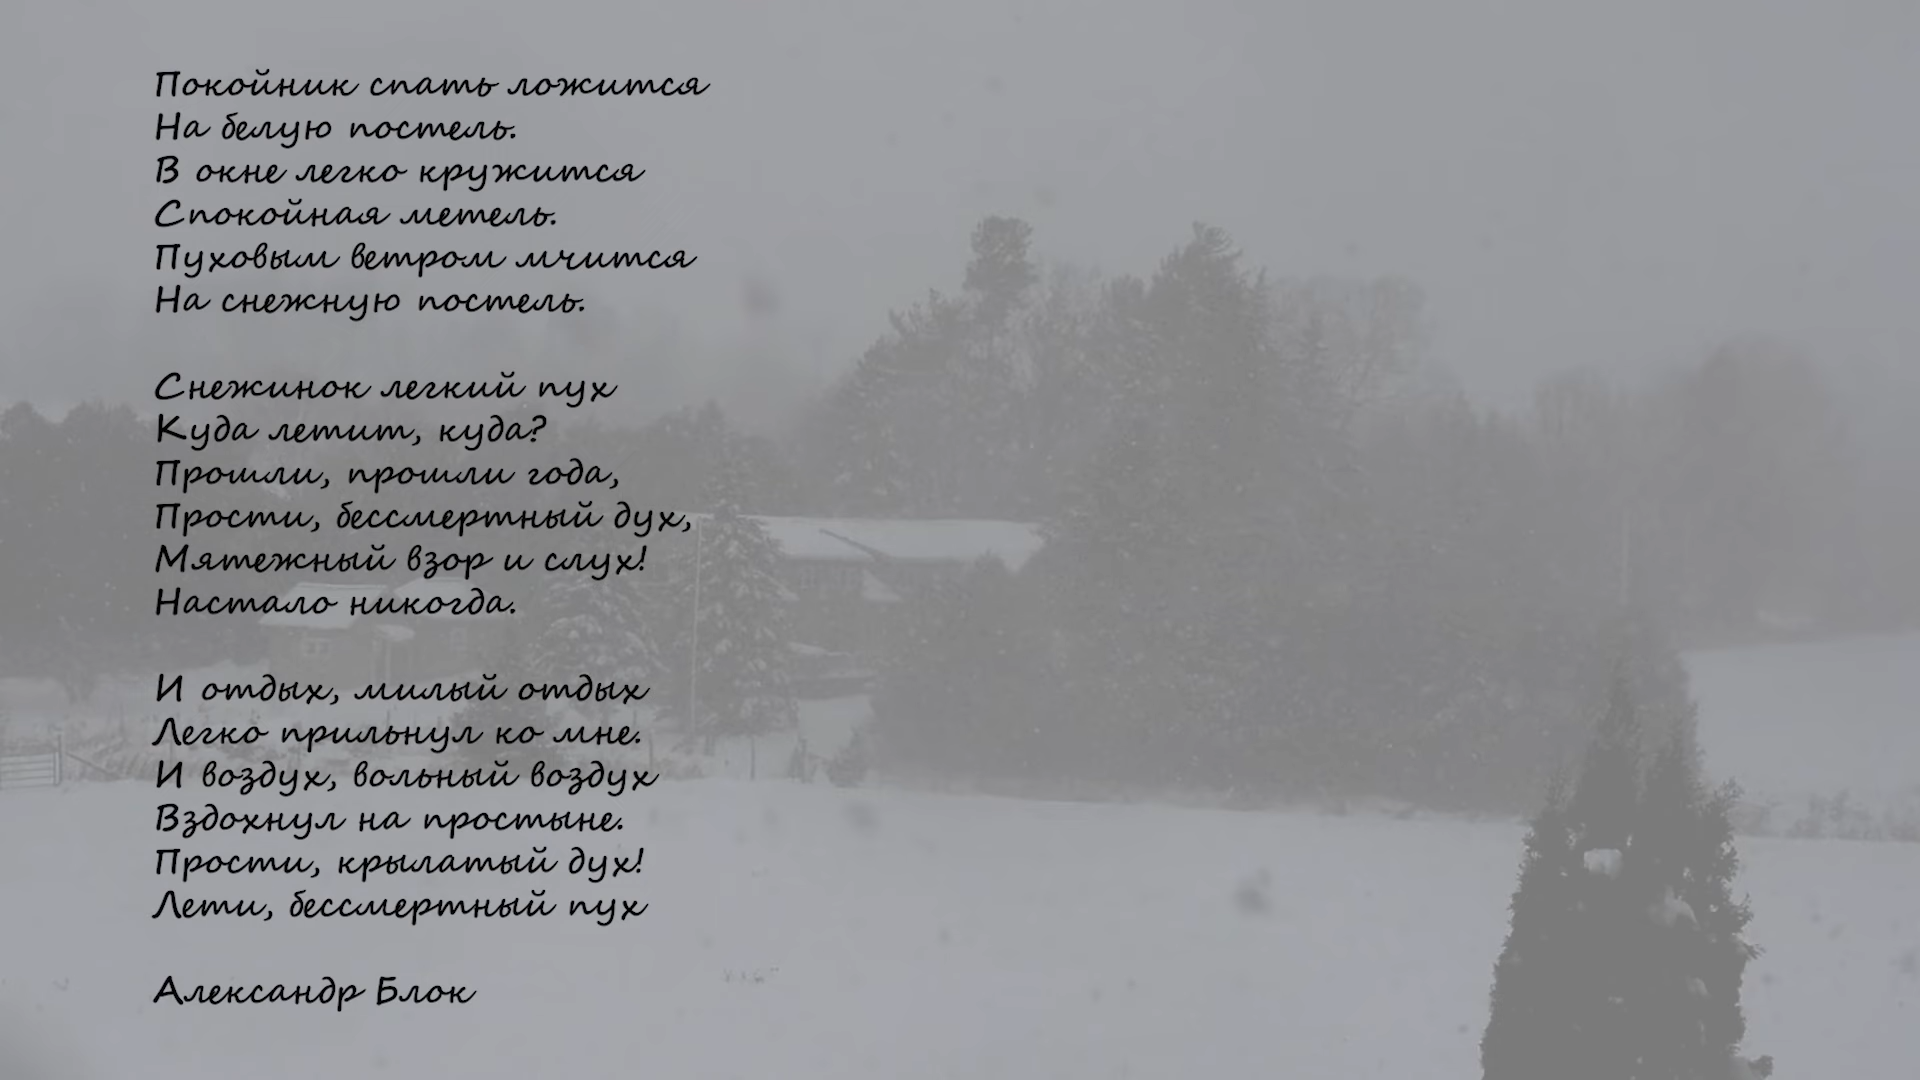 Покойник спать ложится
На белую постель.
В окне легко кружится
Спокойная метель.
Пуховым ветром мчится
На снежную постель.
Снежинок легкий пух
Куда летит, куда?
Прошли, прошли года,
Прости, бессмертный дух,
Мятежный взор и слух!
Настало никогда.
И отдых, милый отдых
Легко прильнул ко мне.
И воздух, вольный воздух
Вздохнул на простыне.
Прости, крылатый дух!
Лети, бессмертный пух
Александр Блок